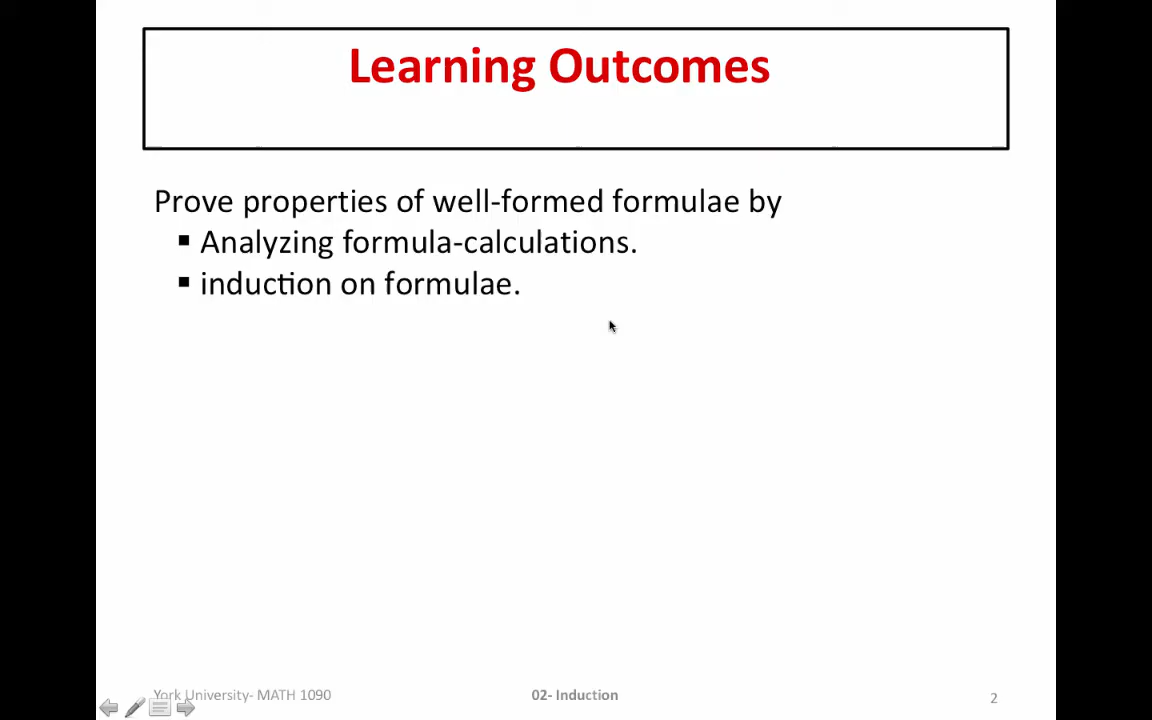 Learning Outcomes
Prove properties of well-formed formulae by
▪ Analyzing formula-calculations.
▪ induction on formulae.
York University- MATH 1090
02- Induction
2